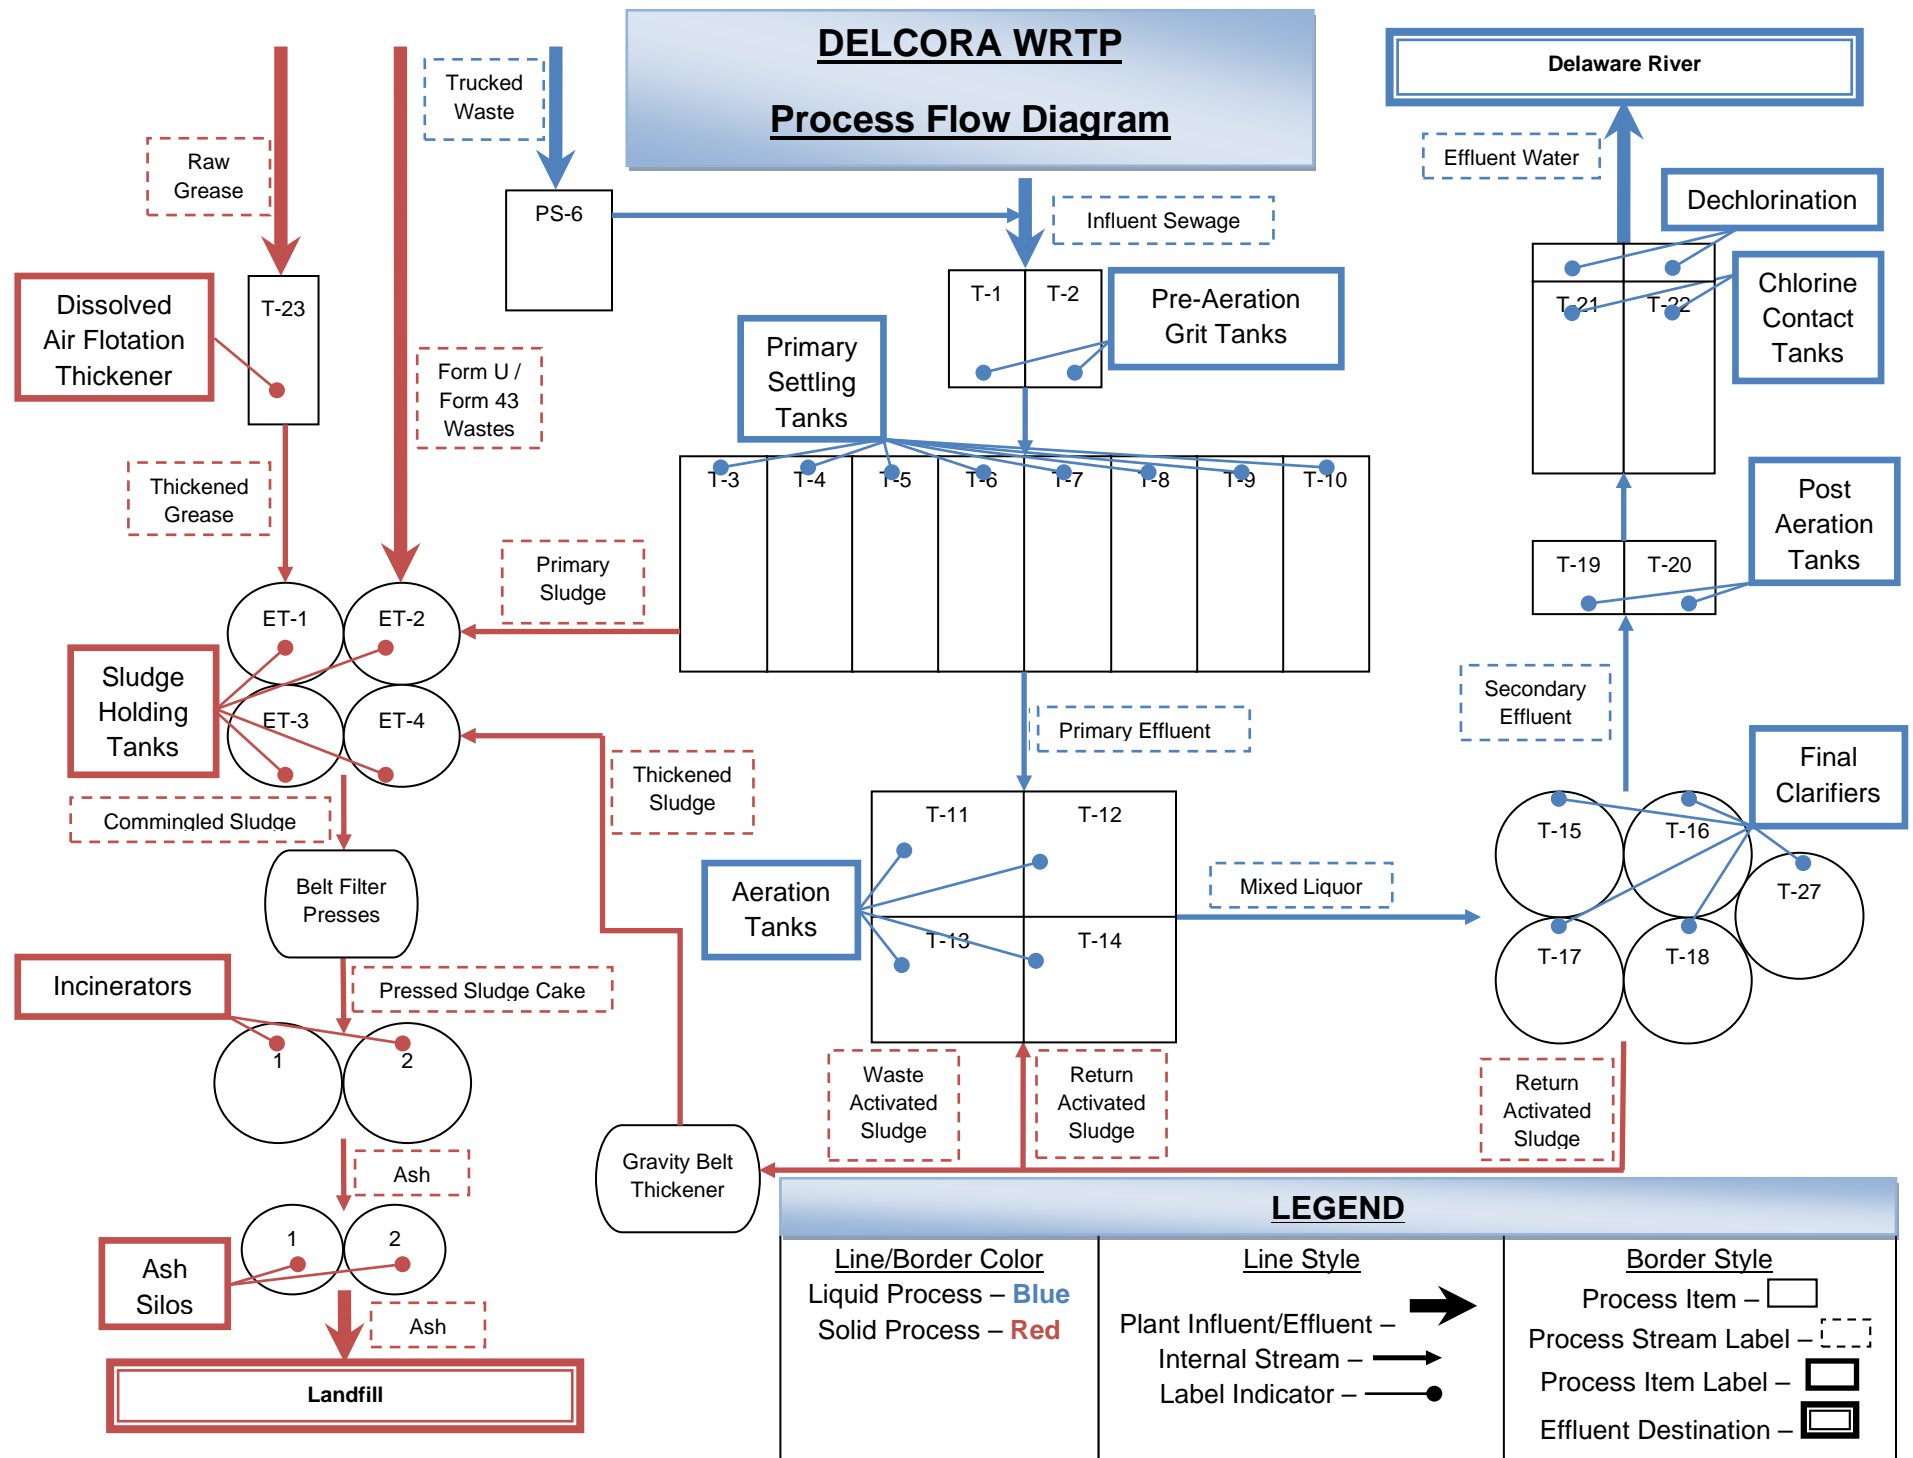 DELCORA WRTP
Process Flow Diagram
Delaware River
Trucked
Waste
Effluent Water
Raw
Grease
Dechlorination
PS-6
Influent Sewage
T-23
Dissolved
Air Flotation
Thickener
T-1
T-2
Pre-Aeration
Grit Tanks
T-21
T-22
Chlorine
Contact
Tanks
Primary
Settling
Tanks
Form U /
Form 43
Wastes
Thickened
Grease
T-3
T-4
T-5
T-6
T-7
T-8
T-9
T-10
Post
Aeration
Tanks
T-19
T-20
Primary
Sludge
ET-1
ET-2
Sludge
Holding
Tanks
ET-3
ET-4
Secondary
Effluent
Primary Effluent
Thickened
Sludge
Final
Clarifiers
Commingled Sludge
T-11
T-12
T-15
T-16
T-27
Belt Filter
Presses
Aeration
Tanks
Mixed Liquor
T-13
T-14
T-17
T-18
Incinerators
Pressed Sludge Cake
1
2
Waste
Activated
Sludge
Return
Activated
Sludge
Return
Activated
Sludge
Ash
Gravity Belt
Thickener
1
2
Ash
Silos
Ash
Landfill
LEGEND
Line/Border Color
Liquid Process – Blue
Solid Process – Red
Line Style
Plant Influent/Effluent –
Internal Stream –
Label Indicator –
Border Style
Process Item –
Process Stream Label –
Process Item Label –
Effluent Destination –